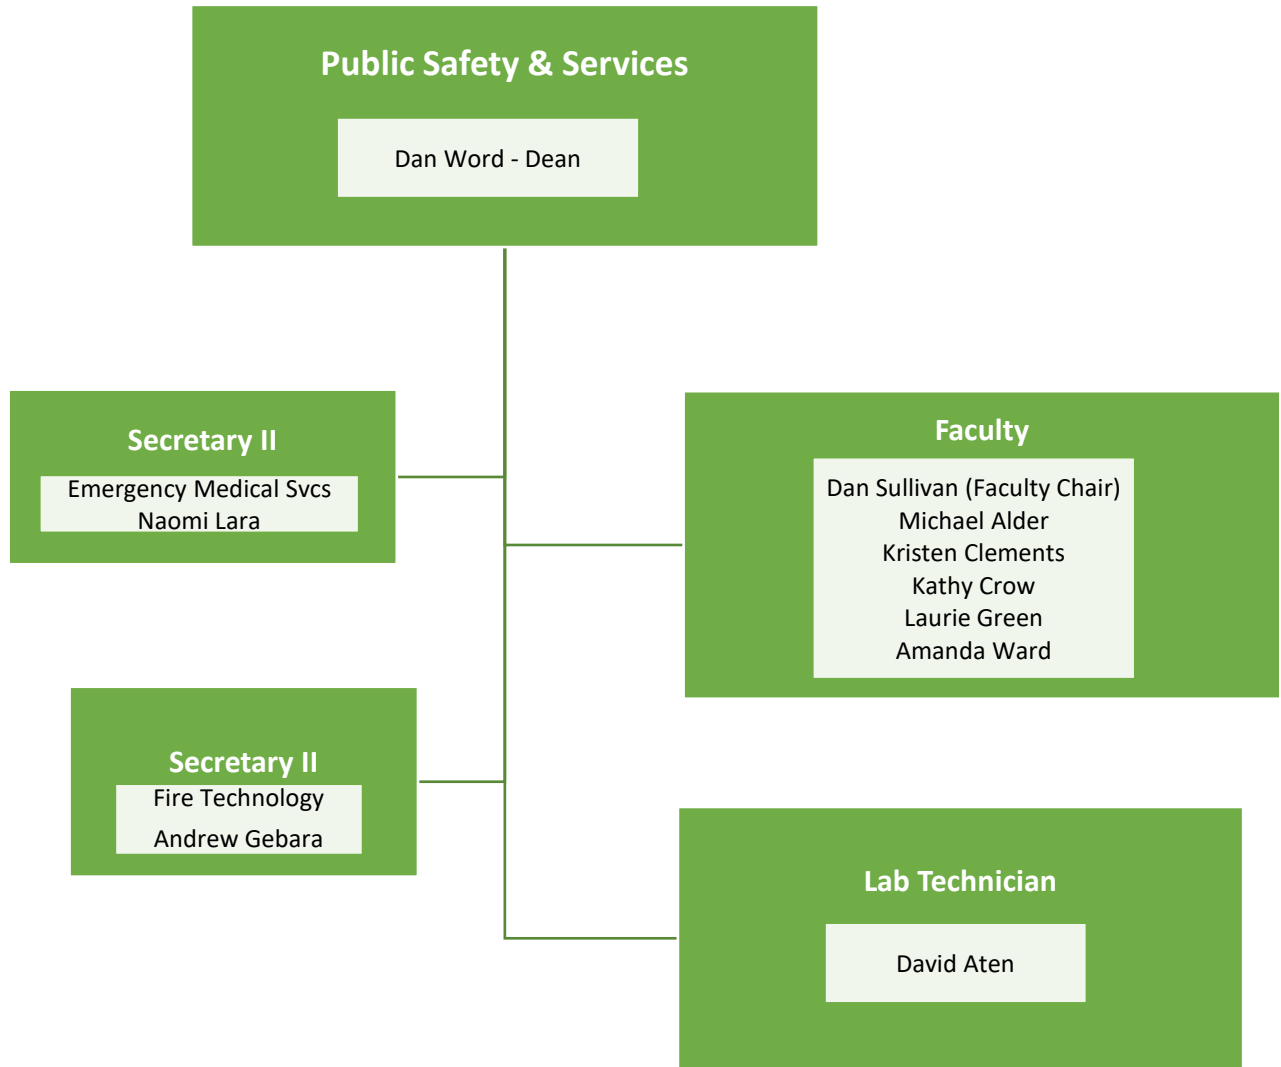 Public Safety & Services
Dan Word - Dean
Secretary II
Emergency Medical Svcs
Naomi Lara
Faculty
Dan Sullivan (Faculty Chair)
Michael Alder
Kristen Clements
Kathy Crow
Laurie Green
Amanda Ward
Secretary II
Fire Technology
Andrew Gebara
Lab Technician
David Aten